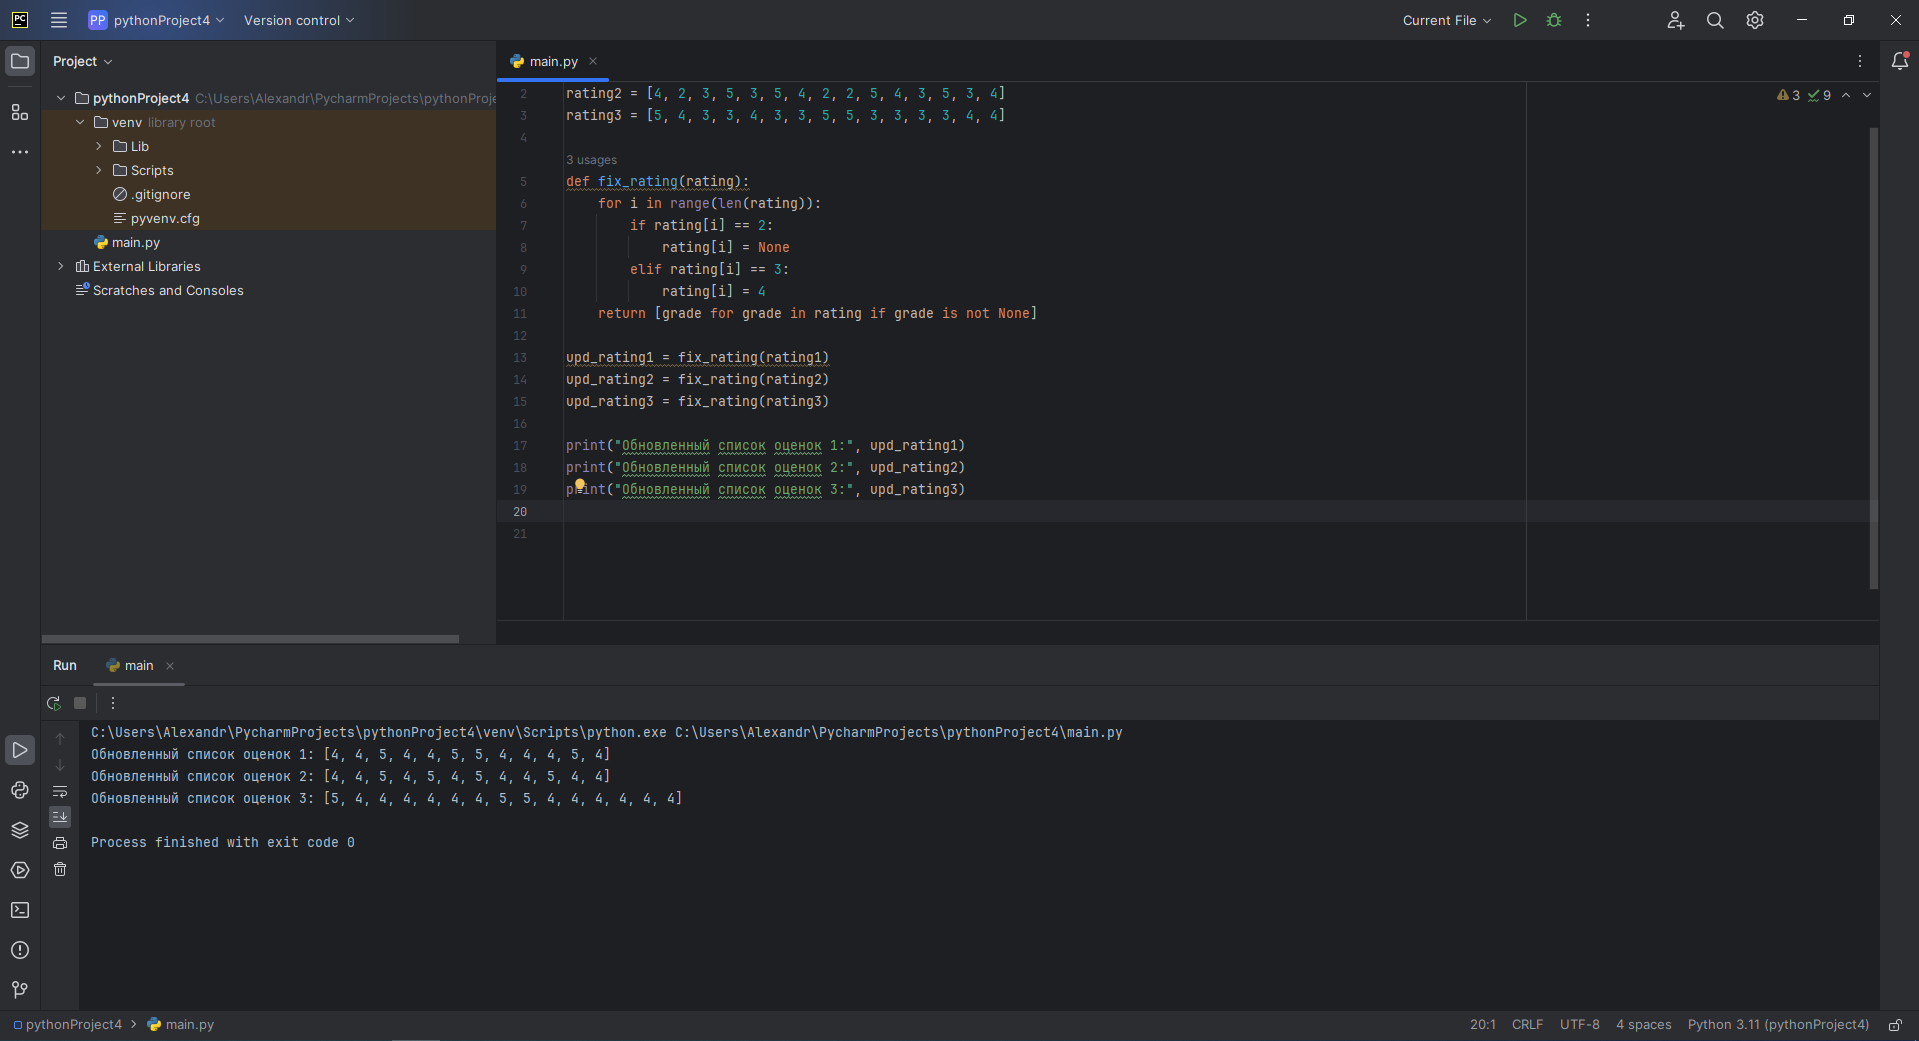 PC
PP pythonProject4
Version control
Current File
Project
main.py
pythonProject4 C:\Users\Alexandr\PycharmProjects\pythonProje
venv library root
Lib
Scripts
.gitignore
pyvenv.cfg
main.py
External Libraries
Scratches and Consoles
3 9
2 rating2 = [4, 2, 3, 5, 3, 5, 4, 2, 2, 5, 4, 3, 5, 3, 4]
3 rating3 = [5, 4, 3, 3, 4, 3, 3, 5, 5, 3, 3, 3, 3, 4, 4]
4
3 usages
5 def fix_rating(rating):
6 for i in range(len(rating)):
7 if rating[i] == 2:
8 rating[i] = None
9 elif rating[i] == 3:
10 rating[i] = 4
11 return [grade for grade in rating if grade is not None]
12
13 upd_rating1 = fix_rating(rating1)
14 upd_rating2 = fix_rating(rating2)
15 upd_rating3 = fix_rating(rating3)
16
17 print("Обновленный список оценок 1:", upd_rating1)
18 print("Обновленный список оценок 2:", upd_rating2)
19 print("Обновленный список оценок 3:", upd_rating3)
20
21
Run
main
C:\Users\Alexandr\PycharmProjects\pythonProject4\venv\Scripts\python.exe C:\Users\Alexandr\PycharmProjects\pythonProject4\main.py
Обновленный список оценок 1: [4, 4, 5, 4, 4, 5, 5, 4, 4, 4, 5, 4]
Обновленный список оценок 2: [4, 4, 5, 4, 5, 4, 5, 4, 4, 5, 4, 4]
Обновленный список оценок 3: [5, 4, 4, 4, 4, 4, 4, 5, 5, 4, 4, 4, 4, 4, 4]
Process finished with exit code 0
pythonProject4 > main.py
20:1 CRLF UTF-8 4 spaces Python 3.11 (pythonProject4)